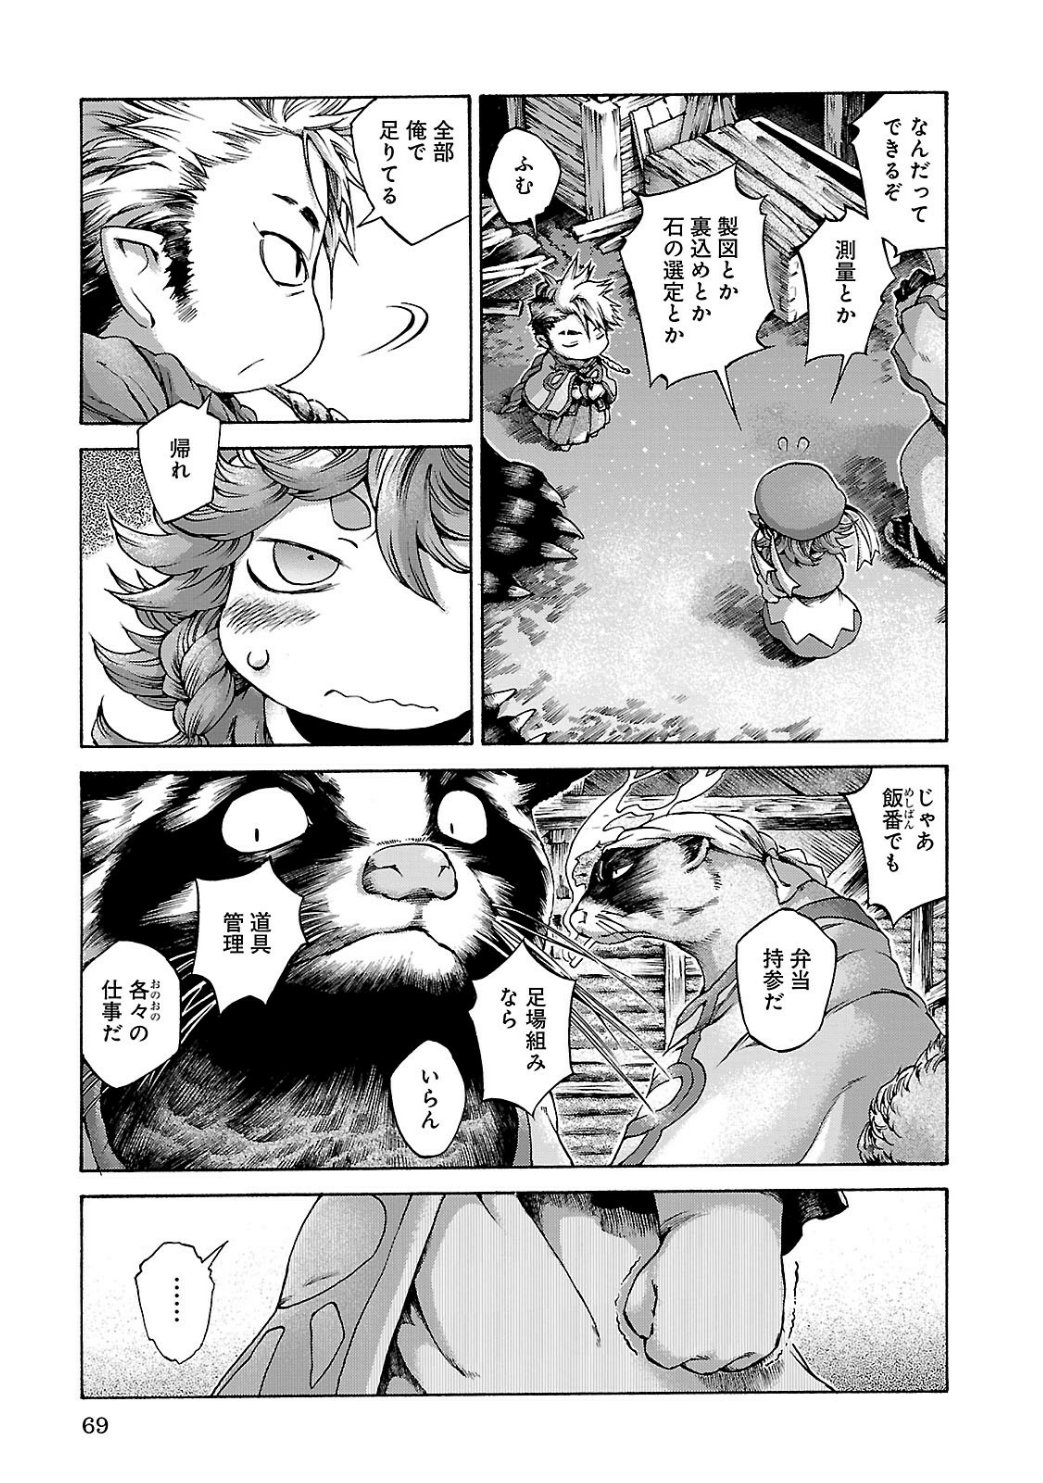 なんだって
できるぞ
測量とか
製図とか
裏込めとか
石の選定とか
ふむ
全部
俺で
足りてる
帰れ
じゃあ
飯番でも
めしばん
弁当
持参だ
足場組み
なら
いらん
道具
管理
各々の
おのおの
仕事だ
……
69